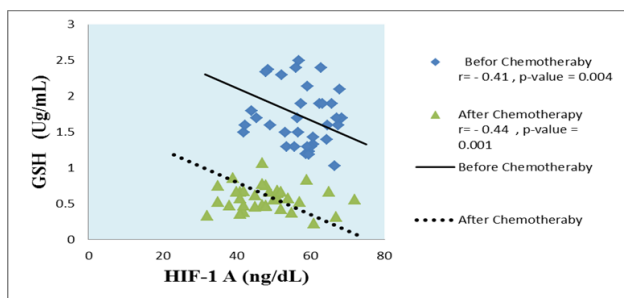 3
2.5
2
1.5
1
0.5
0
GSH (Ug/mL)
0 20 40 60 80
HIF-1 A (ng/dL)
Befor Chemotheraby
r= - 0.41 , p-value = 0.004
After Chemotherapy
r= - 0.44 , p-value =
0.001
Before Chemotheraby
After Chemotheraby